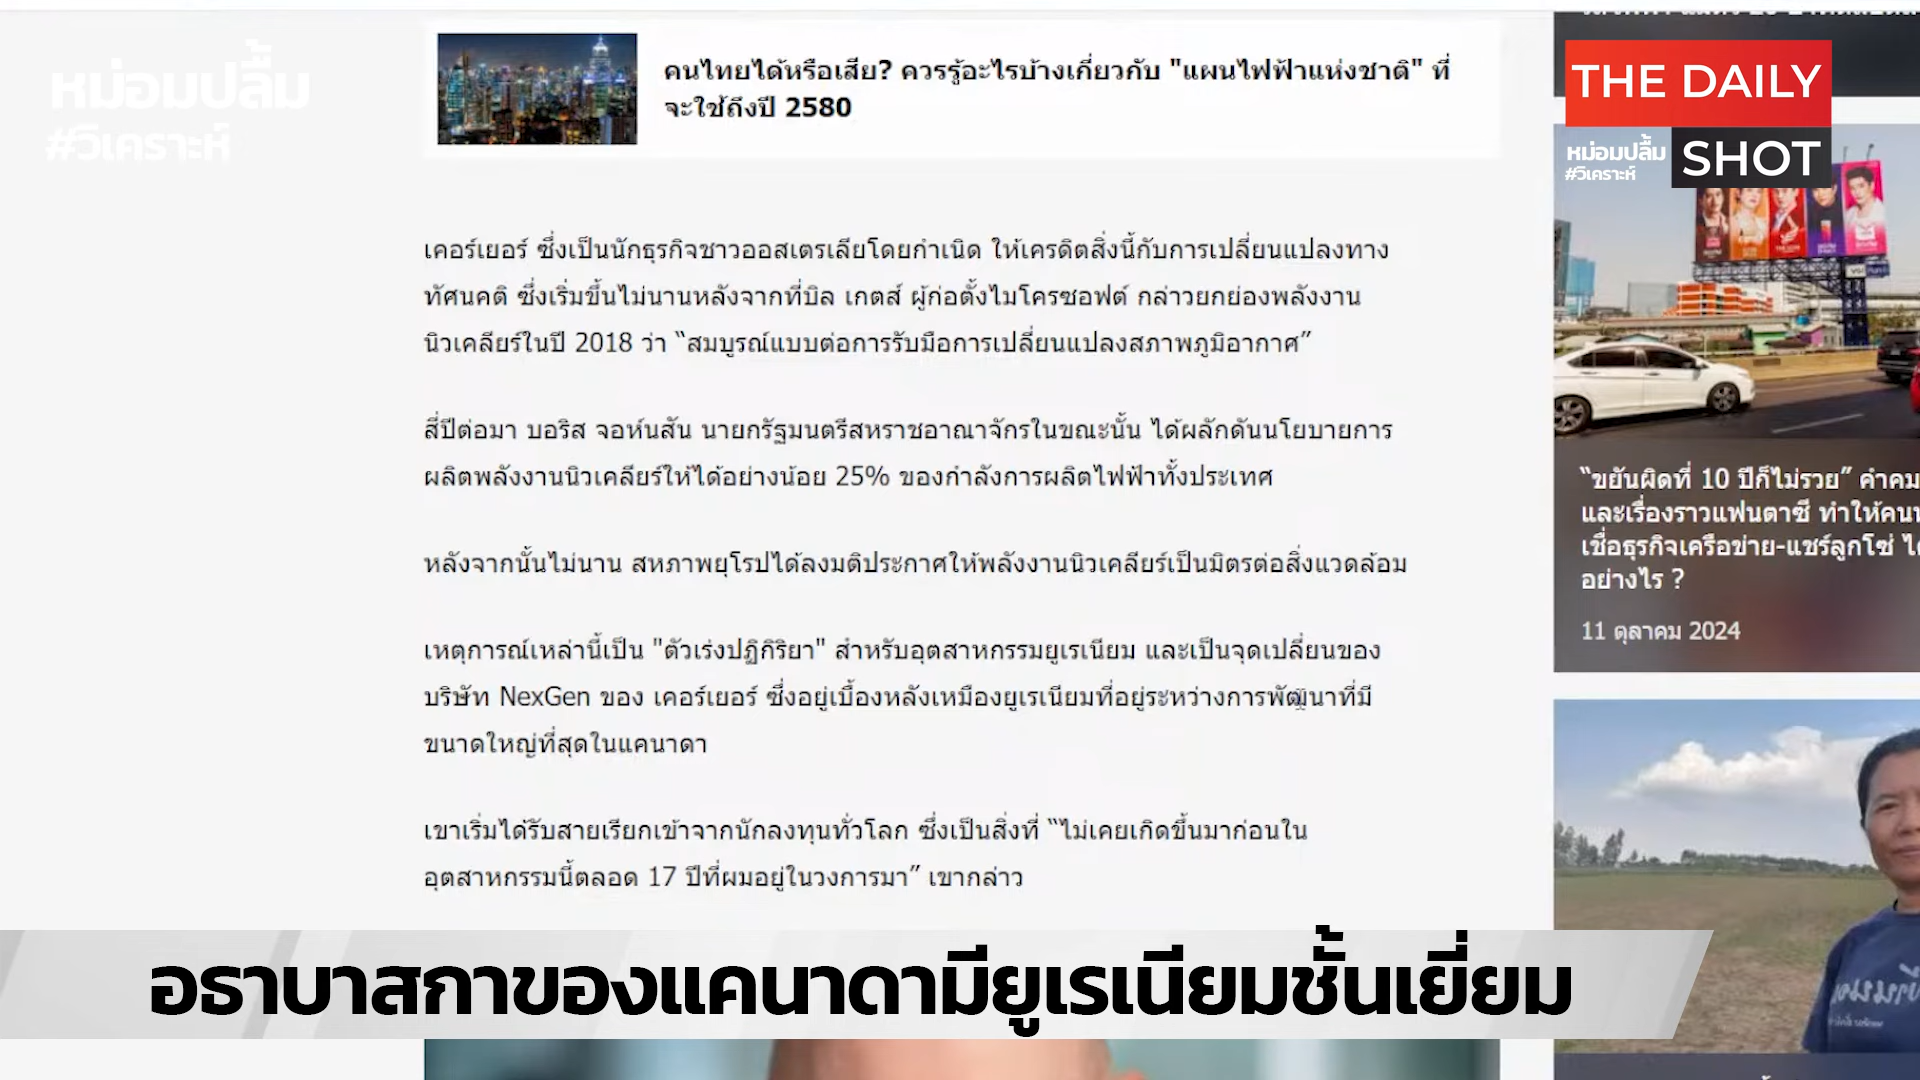 หม่อมปลื้ม
#วิเคราะห์
คนไทยได้หรือเสีย? ควรรู้อะไรบ้างเกี่ยวกับ "แผนไฟฟ้าแห่งชาติ" ที่
จะใช้ถึงปี 2580
THE DAILY
SHOT
หม่อมปลื้ม
#วิเคราะห์
เคอร์เยอร์ ซึ่งเป็นนักธุรกิจชาวออสเตรเลียโดยกำเนิด ให้เครดิตสิ่งนี้กับการเปลี่ยนแปลงทาง
ทัศนคติ ซึ่งเริ่มขึ้นไม่นานหลังจากที่บิล เกตส์ ผู้ก่อตั้งไมโครซอฟต์ กล่าวยกย่องพลังงาน
นิวเคลียร์ในปี 2018 ว่า “สมบูรณ์แบบต่อการรับมือการเปลี่ยนแปลงสภาพภูมิอากาศ”
สี่ปีต่อมา บอริส จอห์นสัน นายกรัฐมนตรีสหราชอาณาจักรในขณะนั้น ได้ผลักดันนโยบายการ
ผลิตพลังงานนิวเคลียร์ให้ได้อย่างน้อย 25% ของกำลังการผลิตไฟฟ้าทั้งประเทศ
หลังจากนั้นไม่นาน สหภาพยุโรปได้ลงมติประกาศให้พลังงานนิวเคลียร์เป็นมิตรต่อสิ่งแวดล้อม
เหตุการณ์เหล่านี้เป็น "ตัวเร่งปฏิกิริยา" สำหรับอุตสาหกรรมยูเรเนียม และเป็นจุดเปลี่ยนของ
บริษัท NexGen ของ เคอร์เยอร์ ซึ่งอยู่เบื้องหลังเหมืองยูเรเนียมที่อยู่ระหว่างการพัฒนาที่มี
ขนาดใหญ่ที่สุดในแคนาดา
เขาเริ่มได้รับสายเรียกเข้าจากนักลงทุนทั่วโลก ซึ่งเป็นสิ่งที่ “ไม่เคยเกิดขึ้นมาก่อนใน
อุตสาหกรรมนี้ตลอด 17 ปีที่ผมอยู่ในวงการมา” เขากล่าว
“ขยันผิดที่ 10 ปีก็ไม่รวย” คำคม
และเรื่องราวแฟนตาซี ทำให้คน
เชื่อธุรกิจเครือข่าย-แชร์ลูกโซ่
อย่างไร ?
11 ตุลาคม 2024
อธาบาสกาของแคนาดามียูเรเนียมชั้นเยี่ยม